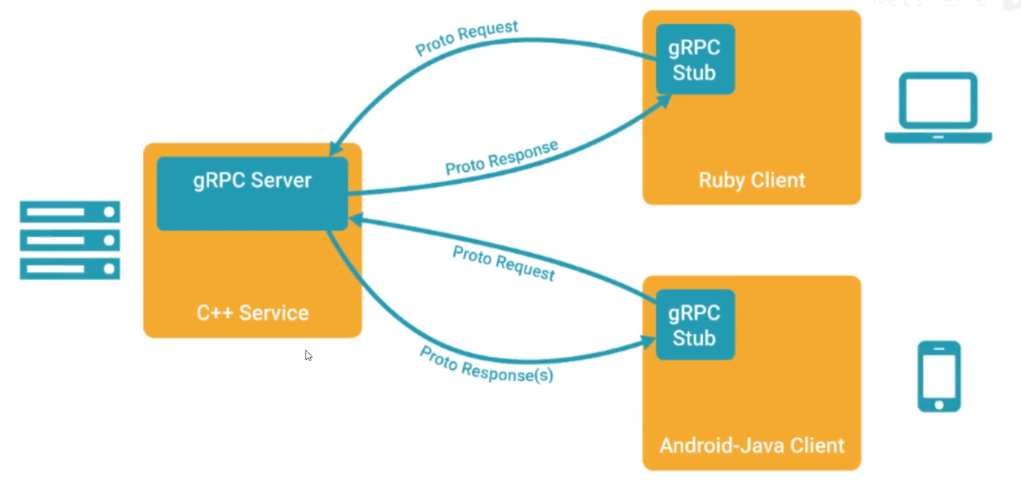 Proto Request
gRPC
Stub
Proto Response
Ruby Client
gRPC Server
C++ Service
Proto Request
gRPC
Stub
Proto Response(s)
Android-Java Client